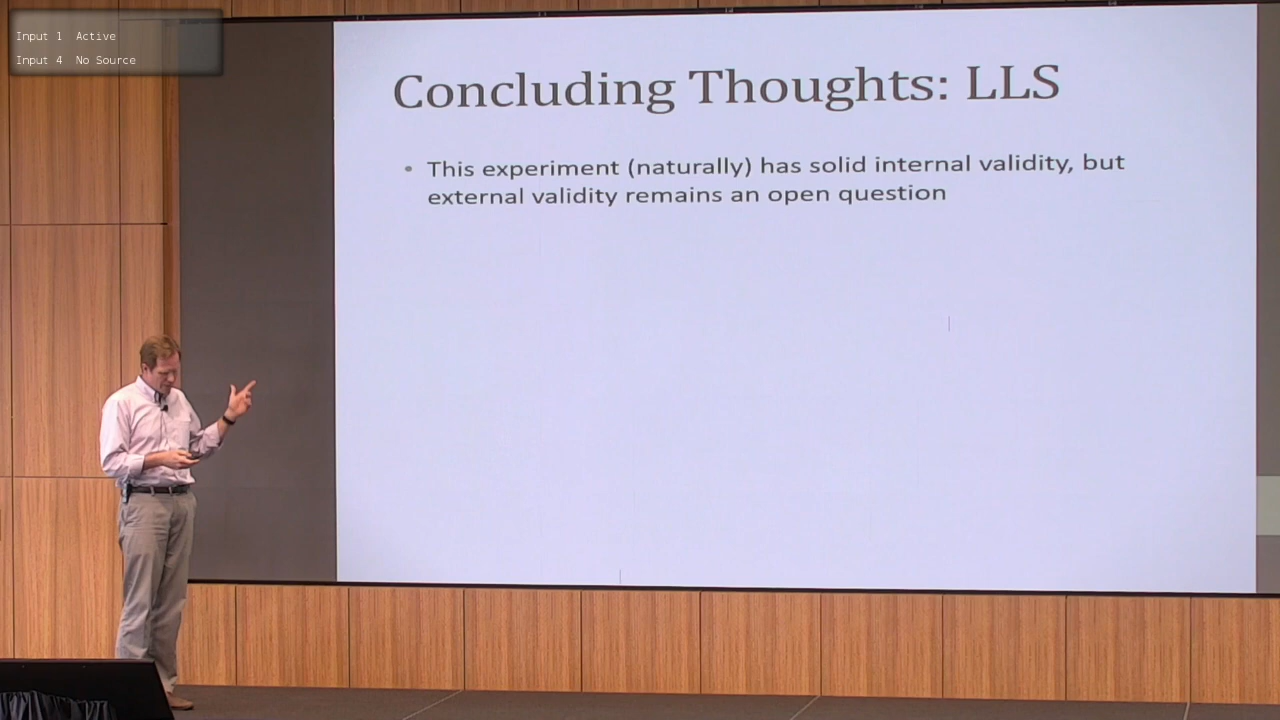 Input 1 Active
Input 4 No Source
Concluding Thoughts: LLS
• This experiment (naturally) has solid internal validity, but
external validity remains an open question